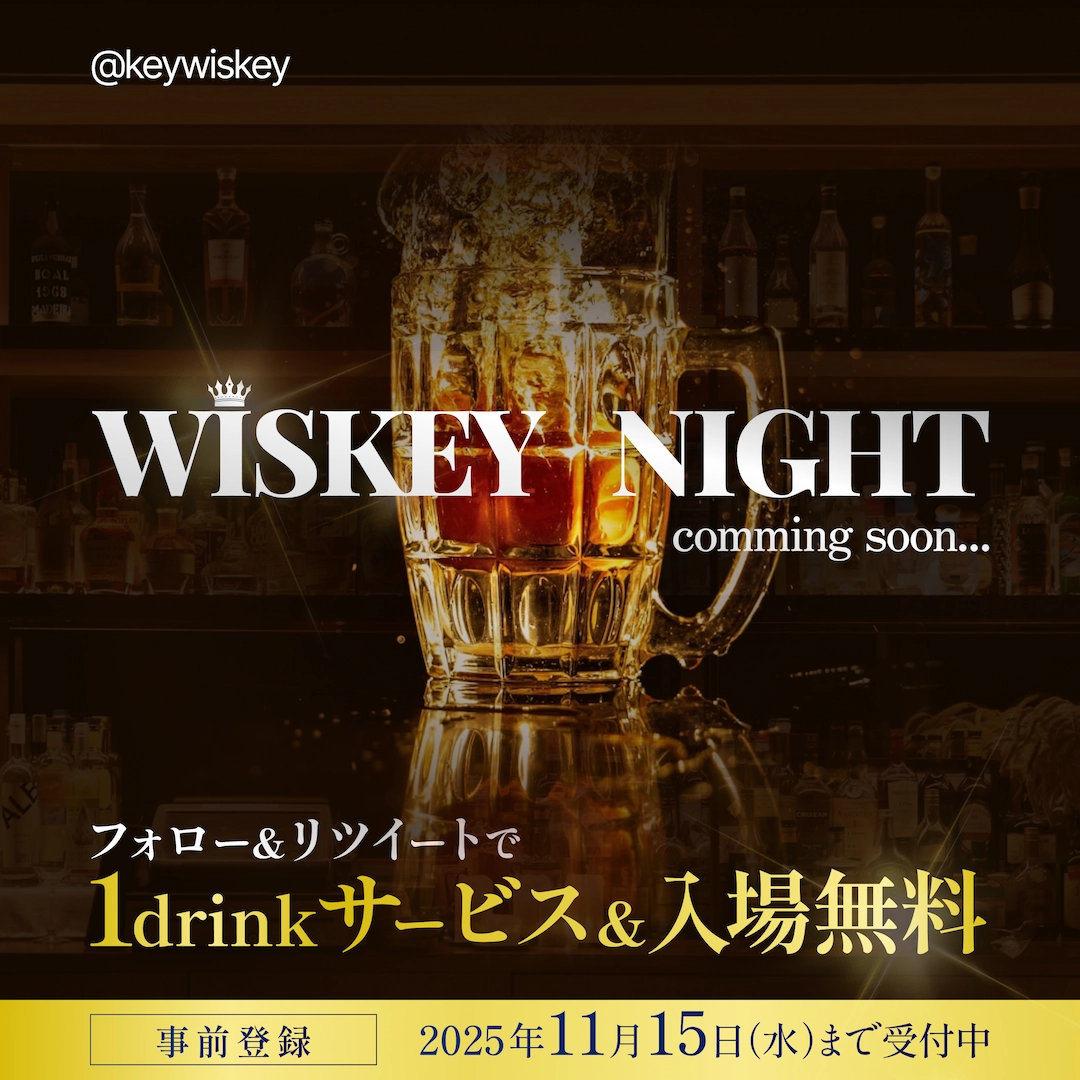 @keywiskey
BOAL
1968
WISKEY NIGHT
comming soon...
フォロー&リツイートで
1drinkサービス&入場無料
事前登録
2025年11月15日(水)まで受付中